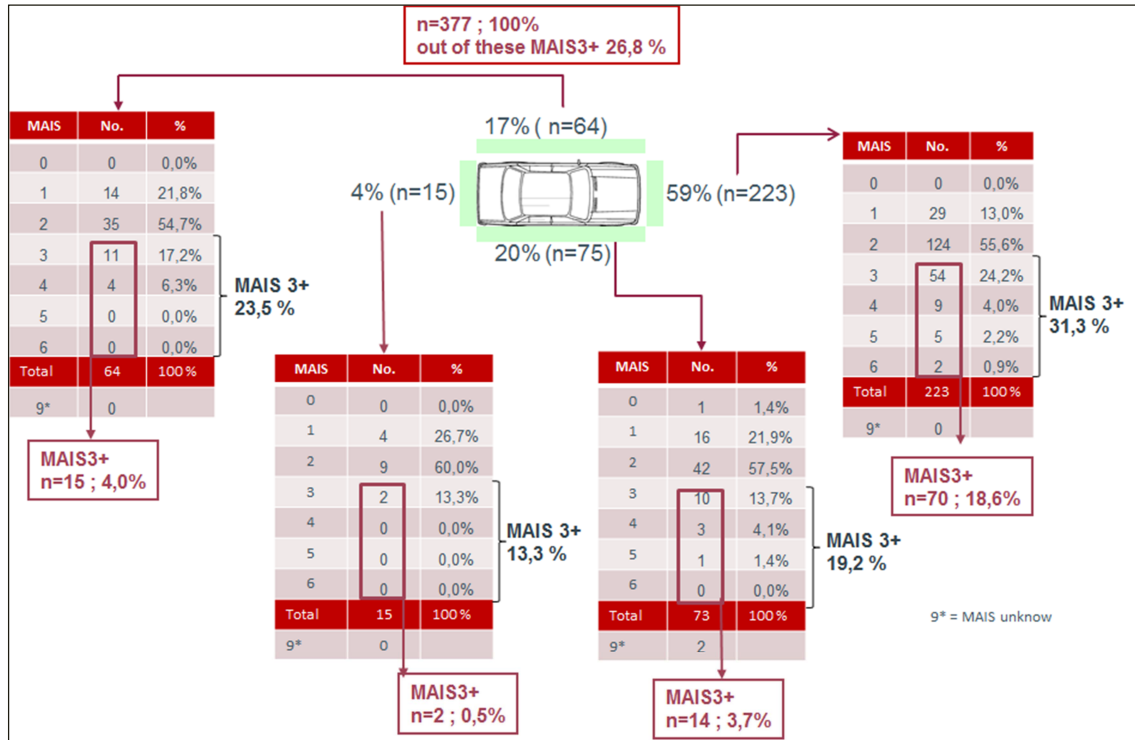 n=377 ; 100%
out of these MAIS3+ 26,8 %
17% ( n=64)
4% (n=15)
59% (n=223)
20% (n=75)
MAIS No. %
0 0 0,0%
1 14 21,8%
2 35 54,7%
3 11 17,2%
4 4 6,3%
5 0 0,0%
6 0 0,0%
Total 64 100%
9* 0
MAIS 3+
23,5 %
MAIS3+
n=15 ; 4,0%
MAIS No. %
0 0 0,0%
1 4 26,7%
2 9 60,0%
3 2 13,3%
4 0 0,0%
5 0 0,0%
6 0 0,0%
Total 15 100%
9* 0
MAIS 3+
13,3 %
MAIS3+
n=2 ; 0,5%
MAIS No. %
0 1 1,4%
1 16 21,9%
2 42 57,5%
3 10 13,7%
4 3 4,1%
5 1 1,4%
6 0 0,0%
Total 73 100%
9* 2
MAIS 3+
19,2 %
MAIS3+
n=14 ; 3,7%
MAIS No. %
0 0 0,0%
1 29 13,0%
2 124 55,6%
3 54 24,2%
4 9 4,0%
5 5 2,2%
6 2 0,9%
Total 223 100%
9* 0
MAIS 3+
31,3 %
MAIS3+
n=70 ; 18,6%
9* = MAIS unknow